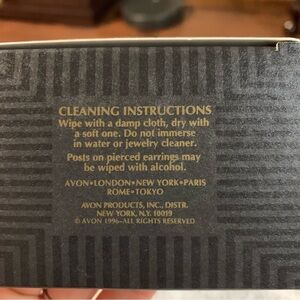 CLEANING INSTRUCTIONS
Wipe with a damp cloth, dry with
a soft one. Do not immerse
in water or jewelry cleaner.
Posts on pierced earrings may
be wiped with alcohol.
AVON•LONDON•NEW YORK•PARIS
ROME•TOKYO
AVON PRODUCTS, INC., DISTR.
NEW YORK, N.Y. 10019
© AVON 1996–ALL RIGHTS RESERVED